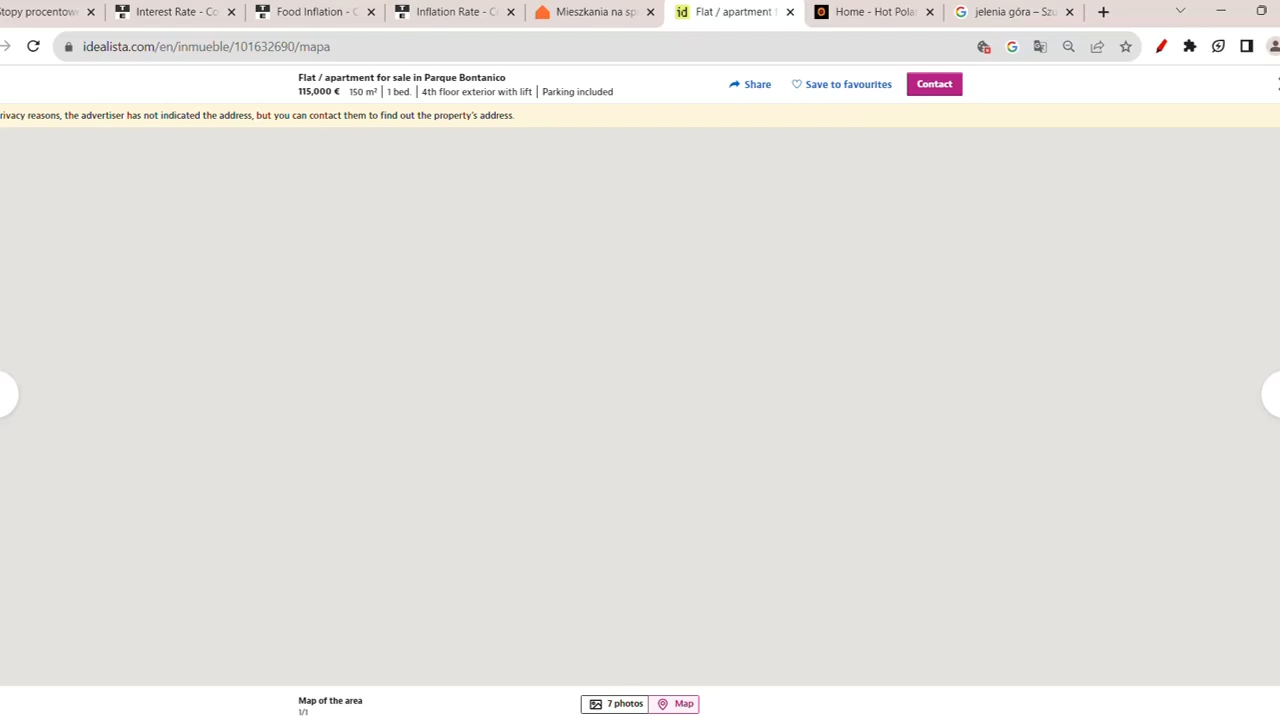 Stopy procentowe
Interest Rate - Co
Food Inflation - C
Inflation Rate - Co
Mieszkania na sp
Flat / apartment f
Home - Hot Polan
jelenia góra – Szu
idealista.com/en/inmueble/101632690/mapa
Flat / apartment for sale in Parque Bontanico
115,000 € 150 m² 1 bed. 4th floor exterior with lift Parking included
Share
Save to favourites
Contact
rivacy reasons, the advertiser has not indicated the address, but you can contact them to find out the property's address.
Map of the area
1/1
7 photos
Map